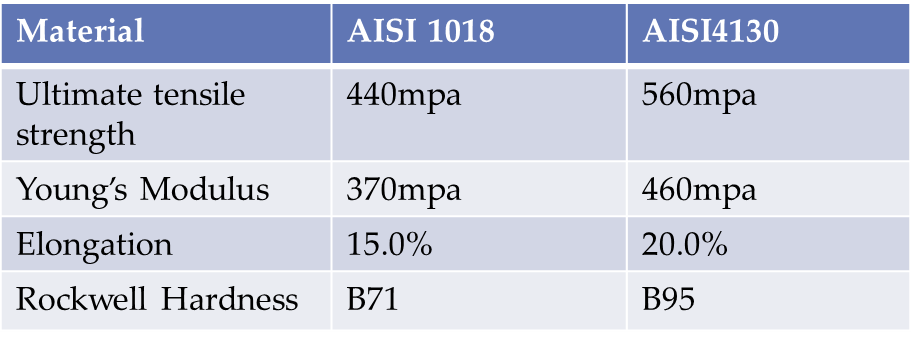 Material AISI 1018 AISI4130
Ultimate tensile 440mpa 560mpa
strength
Young’s Modulus 370mpa 460mpa
Elongation 15.0% 20.0%
Rockwell Hardness B71 B95